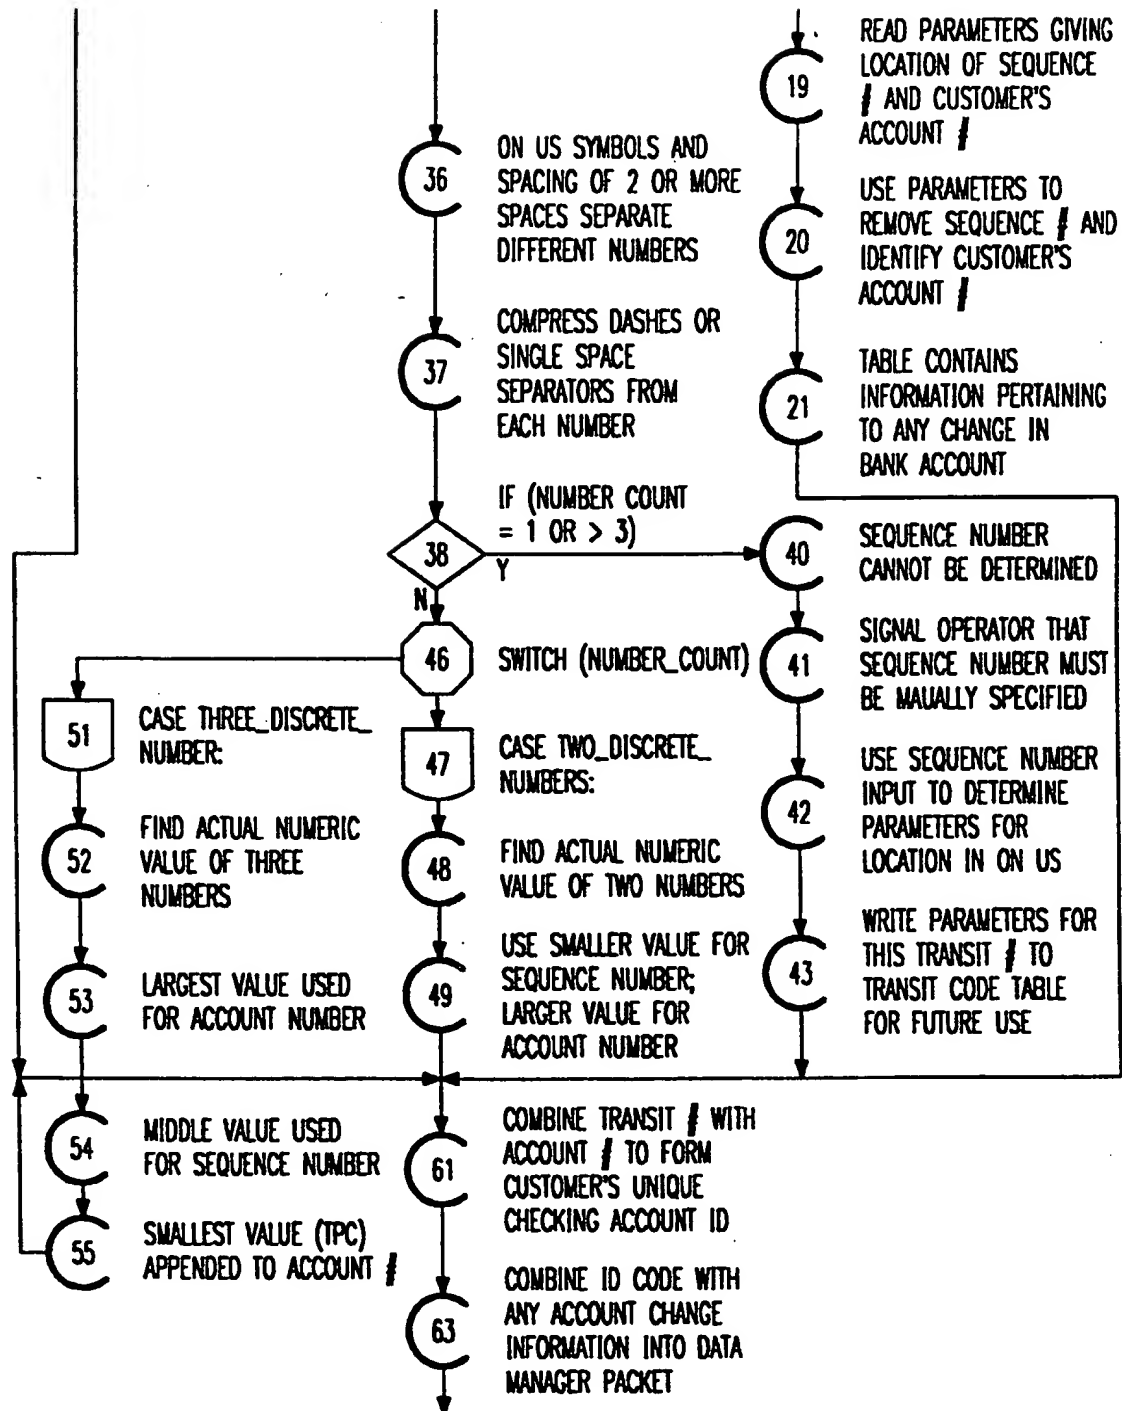 19
READ PARAMETERS GIVING
LOCATION OF SEQUENCE
# AND CUSTOMER'S
ACCOUNT #
36
ON US SYMBOLS AND
SPACING OF 2 OR MORE
SPACES SEPARATE
DIFFERENT NUMBERS
20
USE PARAMETERS TO
REMOVE SEQUENCE # AND
IDENTIFY CUSTOMER'S
ACCOUNT #
37
COMPRESS DASHES OR
SINGLE SPACE
SEPARATORS FROM
EACH NUMBER
21
TABLE CONTAINS
INFORMATION PERTAINING
TO ANY CHANGE IN
BANK ACCOUNT
38
IF (NUMBER COUNT
= 1 OR > 3)
Y
N
40
SEQUENCE NUMBER
CANNOT BE DETERMINED
46
SWITCH (NUMBER_COUNT)
41
SIGNAL OPERATOR THAT
SEQUENCE NUMBER MUST
BE MAUALLY SPECIFIED
51
CASE THREE_DISCRETE_
NUMBER:
47
CASE TWO_DISCRETE_
NUMBERS:
42
USE SEQUENCE NUMBER
INPUT TO DETERMINE
PARAMETERS FOR
LOCATION IN ON US
52
FIND ACTUAL NUMERIC
VALUE OF THREE
NUMBERS
48
FIND ACTUAL NUMERIC
VALUE OF TWO NUMBERS
43
WRITE PARAMETERS FOR
THIS TRANSIT # TO
TRANSIT CODE TABLE
FOR FUTURE USE
53
LARGEST VALUE USED
FOR ACCOUNT NUMBER
49
USE SMALLER VALUE FOR
SEQUENCE NUMBER;
LARGER VALUE FOR
ACCOUNT NUMBER
54
MIDDLE VALUE USED
FOR SEQUENCE NUMBER
61
COMBINE TRANSIT # WITH
ACCOUNT # TO FORM
CUSTOMER'S UNIQUE
CHECKING ACCOUNT ID
55
SMALLEST VALUE (TPC)
APPENDED TO ACCOUNT #
63
COMBINE ID CODE WITH
ANY ACCOUNT CHANGE
INFORMATION INTO DATA
MANAGER PACKET